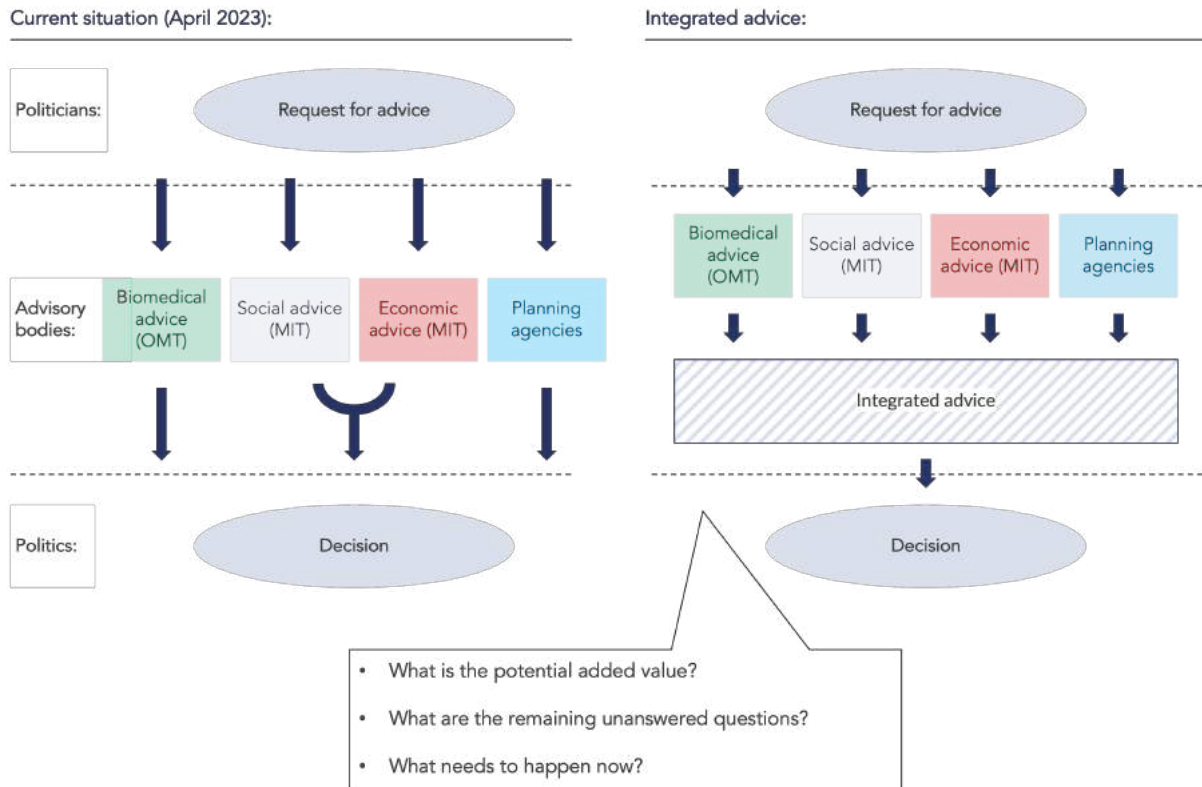 Current situation (April 2023):
Integrated advice:
Politicians:
Request for advice
Request for advice
Advisory
bodies:
Biomedical
advice
(OMT)
Social advice
(MIT)
Economic
advice (MIT)
Planning
agencies
Biomedical
advice
(OMT)
Social advice
(MIT)
Economic
advice (MIT)
Planning
agencies
Integrated advice
Politics:
Decision
Decision
• What is the potential added value?
• What are the remaining unanswered questions?
• What needs to happen now?